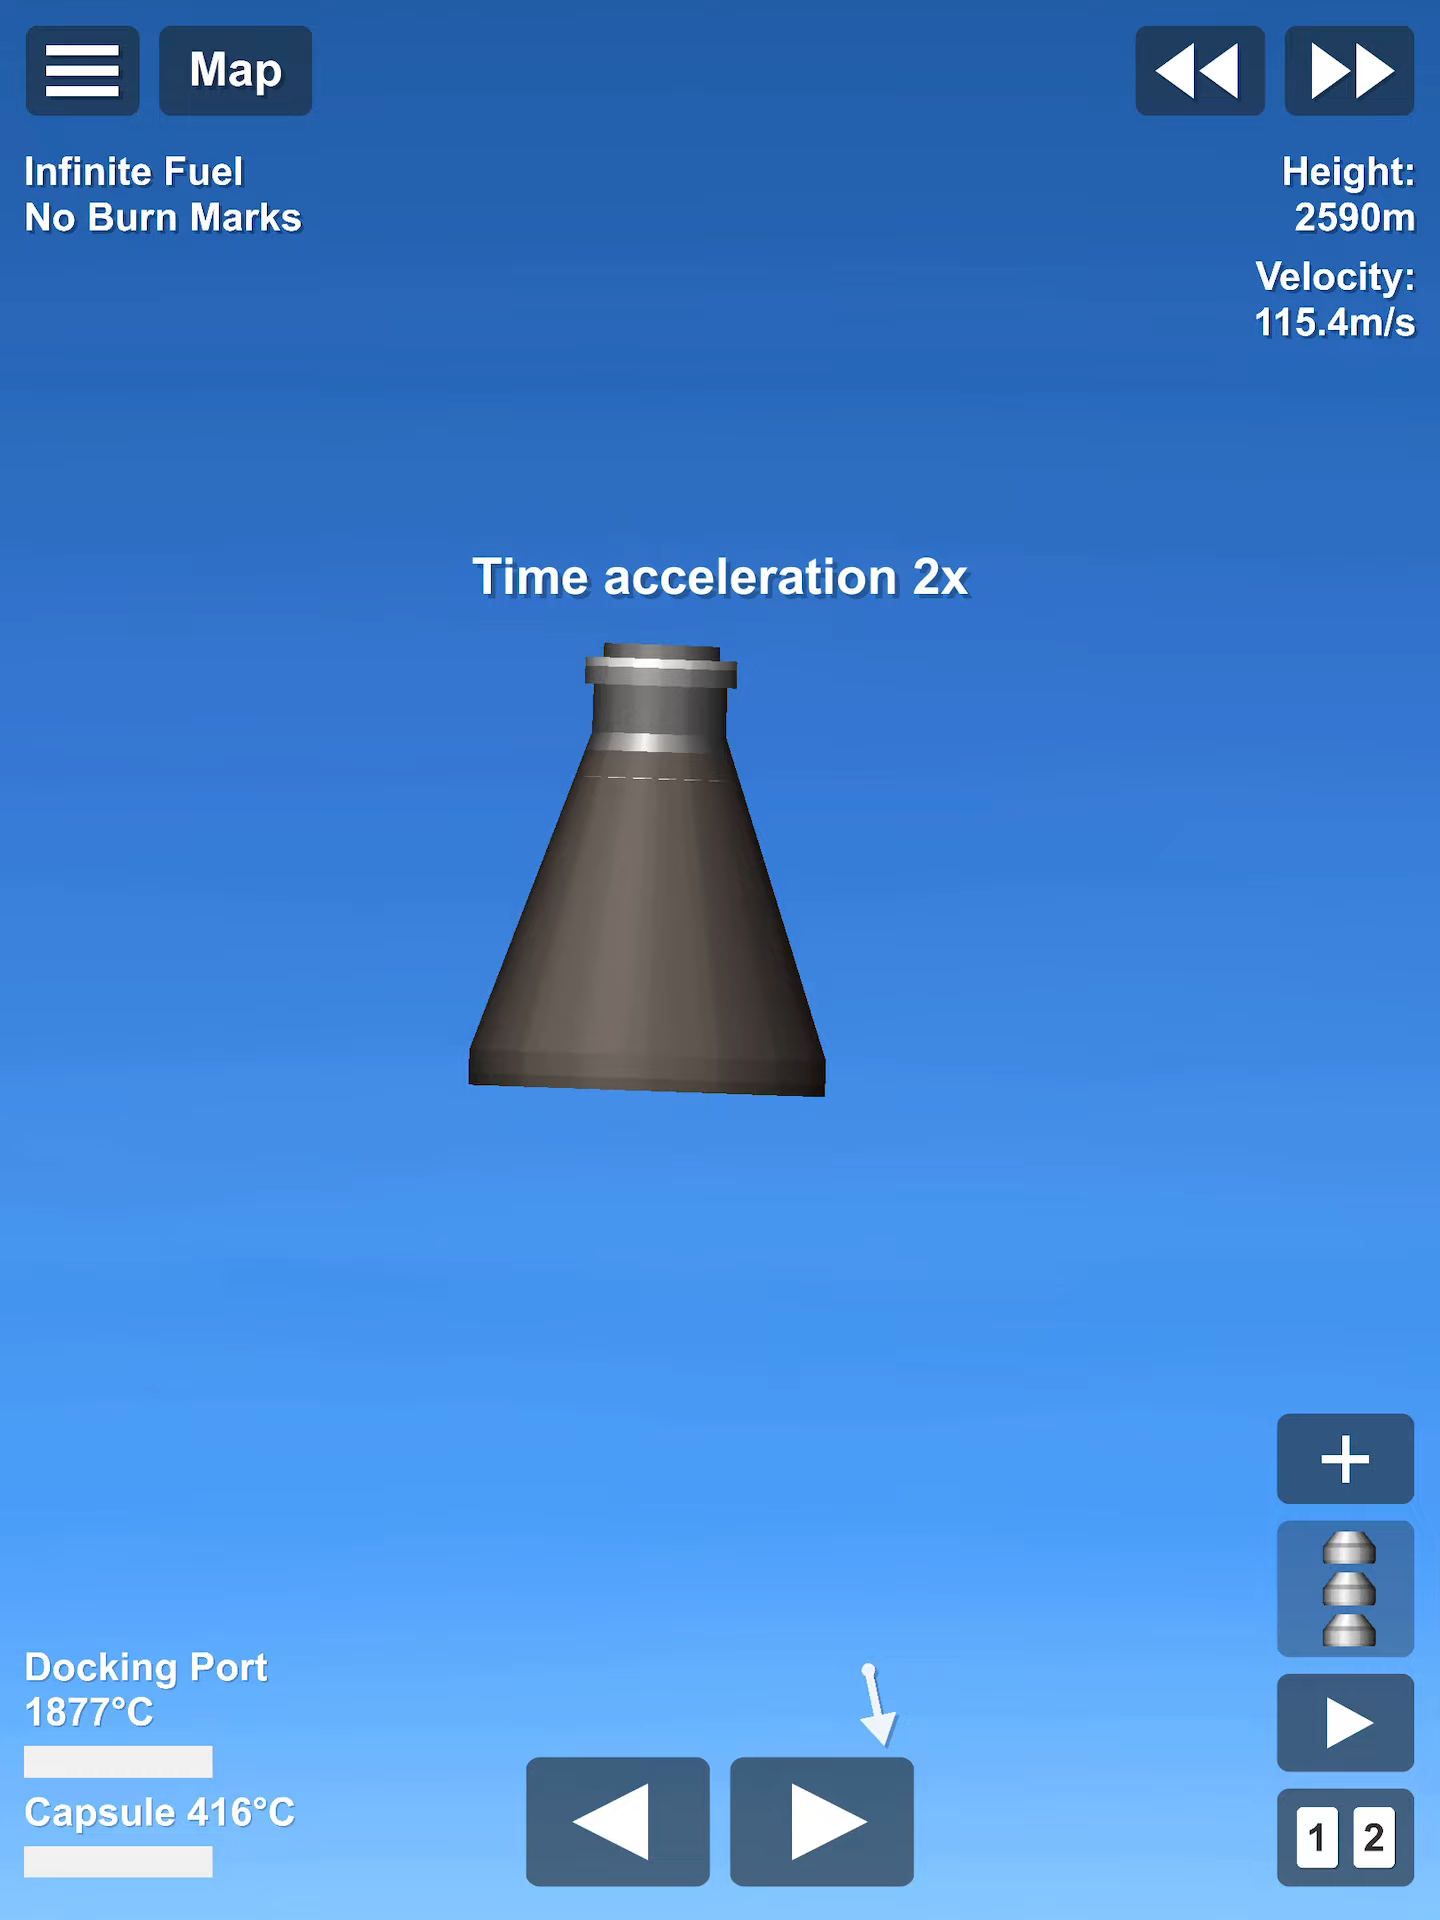 Map
Infinite Fuel
No Burn Marks
Height:
2590m
Velocity:
115.4m/s
Time acceleration 2x
Docking Port
1877°C
Capsule 416°C
1 2